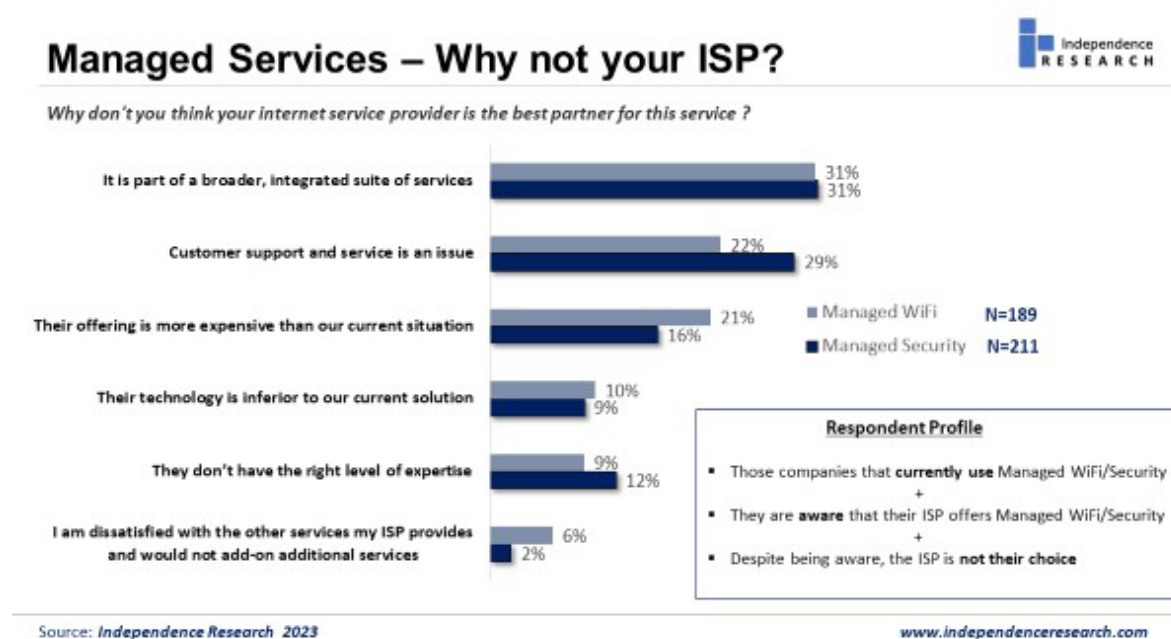 Managed Services – Why not your ISP?
Independence
RESEARCH
Why don't you think your internet service provider is the best partner for this service ?
It is part of a broader, integrated suite of services
31%
31%
Customer support and service is an issue
22%
29%
Their offering is more expensive than our current situation
21%
16%
Managed WiFi N=189
Managed Security N=211
Their technology is inferior to our current solution
10%
9%
They don't have the right level of expertise
9%
12%
I am dissatisfied with the other services my ISP provides
and would not add-on additional services
6%
2%
Respondent Profile
▪ Those companies that currently use Managed WiFi/Security
+
▪ They are aware that their ISP offers Managed WiFi/Security
+
▪ Despite being aware, the ISP is not their choice
Source: Independence Research 2023
www.independenceresearch.com